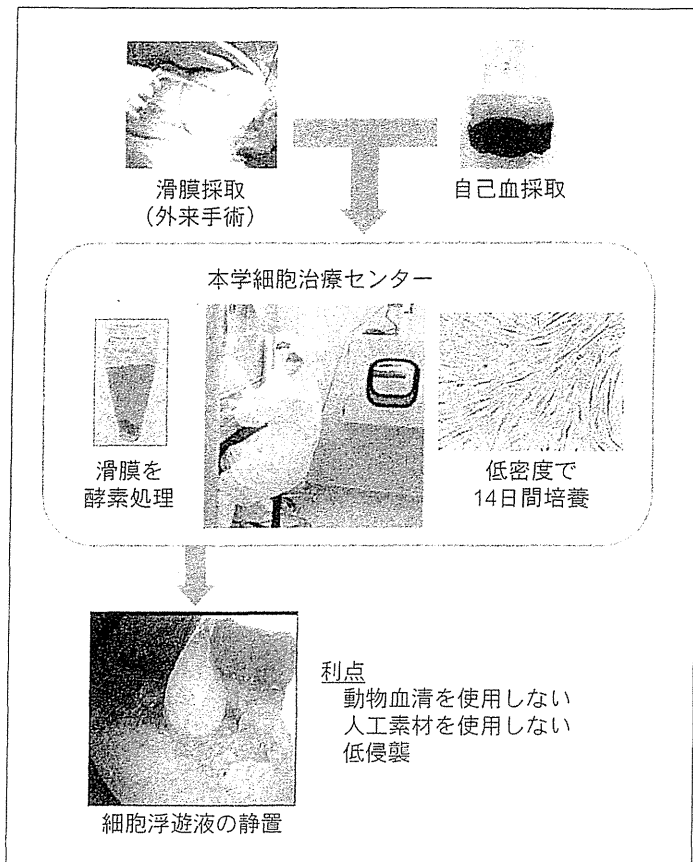 滑膜採取
（外来手術）
自己血採取
本学細胞治療センター
滑膜を
酵素処理
低密度で
14日間培養
利点
動物血清を使用しない
人工素材を使用しない
低侵襲
細胞浮遊液の静置